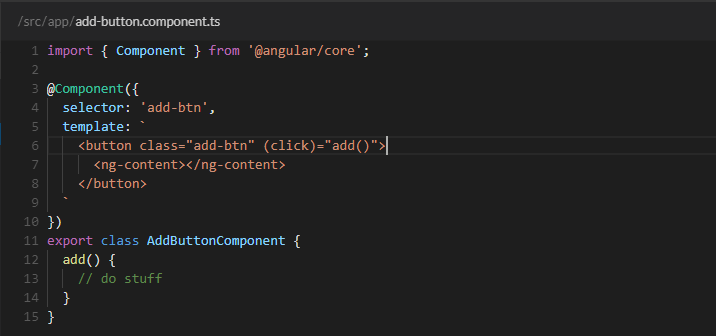 /src/app/add-button.component.ts
1 import { Component } from '@angular/core';
2
3 @Component({
4   selector: 'add-btn',
5   template: `
6     <button class="add-btn" (click)="add()">
7       <ng-content></ng-content>
8     </button>
9   `
10 })
11 export class AddButtonComponent {
12   add() {
13     // do stuff
14   }
15 }